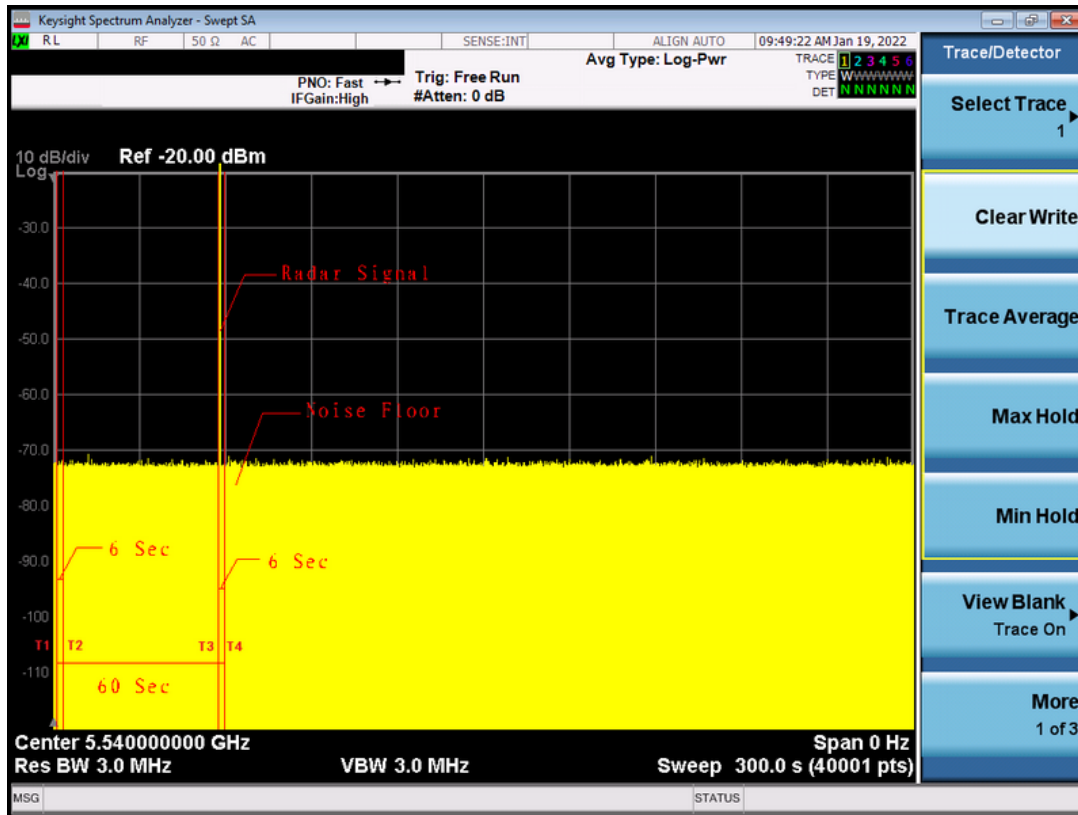 Keysight Spectrum Analyzer - Swept SA
LXI RL RF 50 Ω AC SENSE:INT ALIGN AUTO 09:49:22 AM Jan 19, 2022
Avg Type: Log-Pwr
TRACE 1 2 3 4 5 6
PNO: Fast
Trig: Free Run
TYPE WWWWWW
IFGain:High
#Atten: 0 dB
DET N N N N N N
10 dB/div
Ref -20.00 dBm
Log
-30.0
-40.0
Radar Signal
-50.0
-60.0
Noise Floor
-70.0
-80.0
-90.0
6 Sec
6 Sec
-100
T1 T2 T3 T4
-110
60 Sec
Center 5.540000000 GHz
Span 0 Hz
Res BW 3.0 MHz
VBW 3.0 MHz
Sweep 300.0 s (40001 pts)
MSG
STATUS
Trace/Detector
Select Trace
1
Clear Write
Trace Average
Max Hold
Min Hold
View Blank
Trace On
More
1 of 3